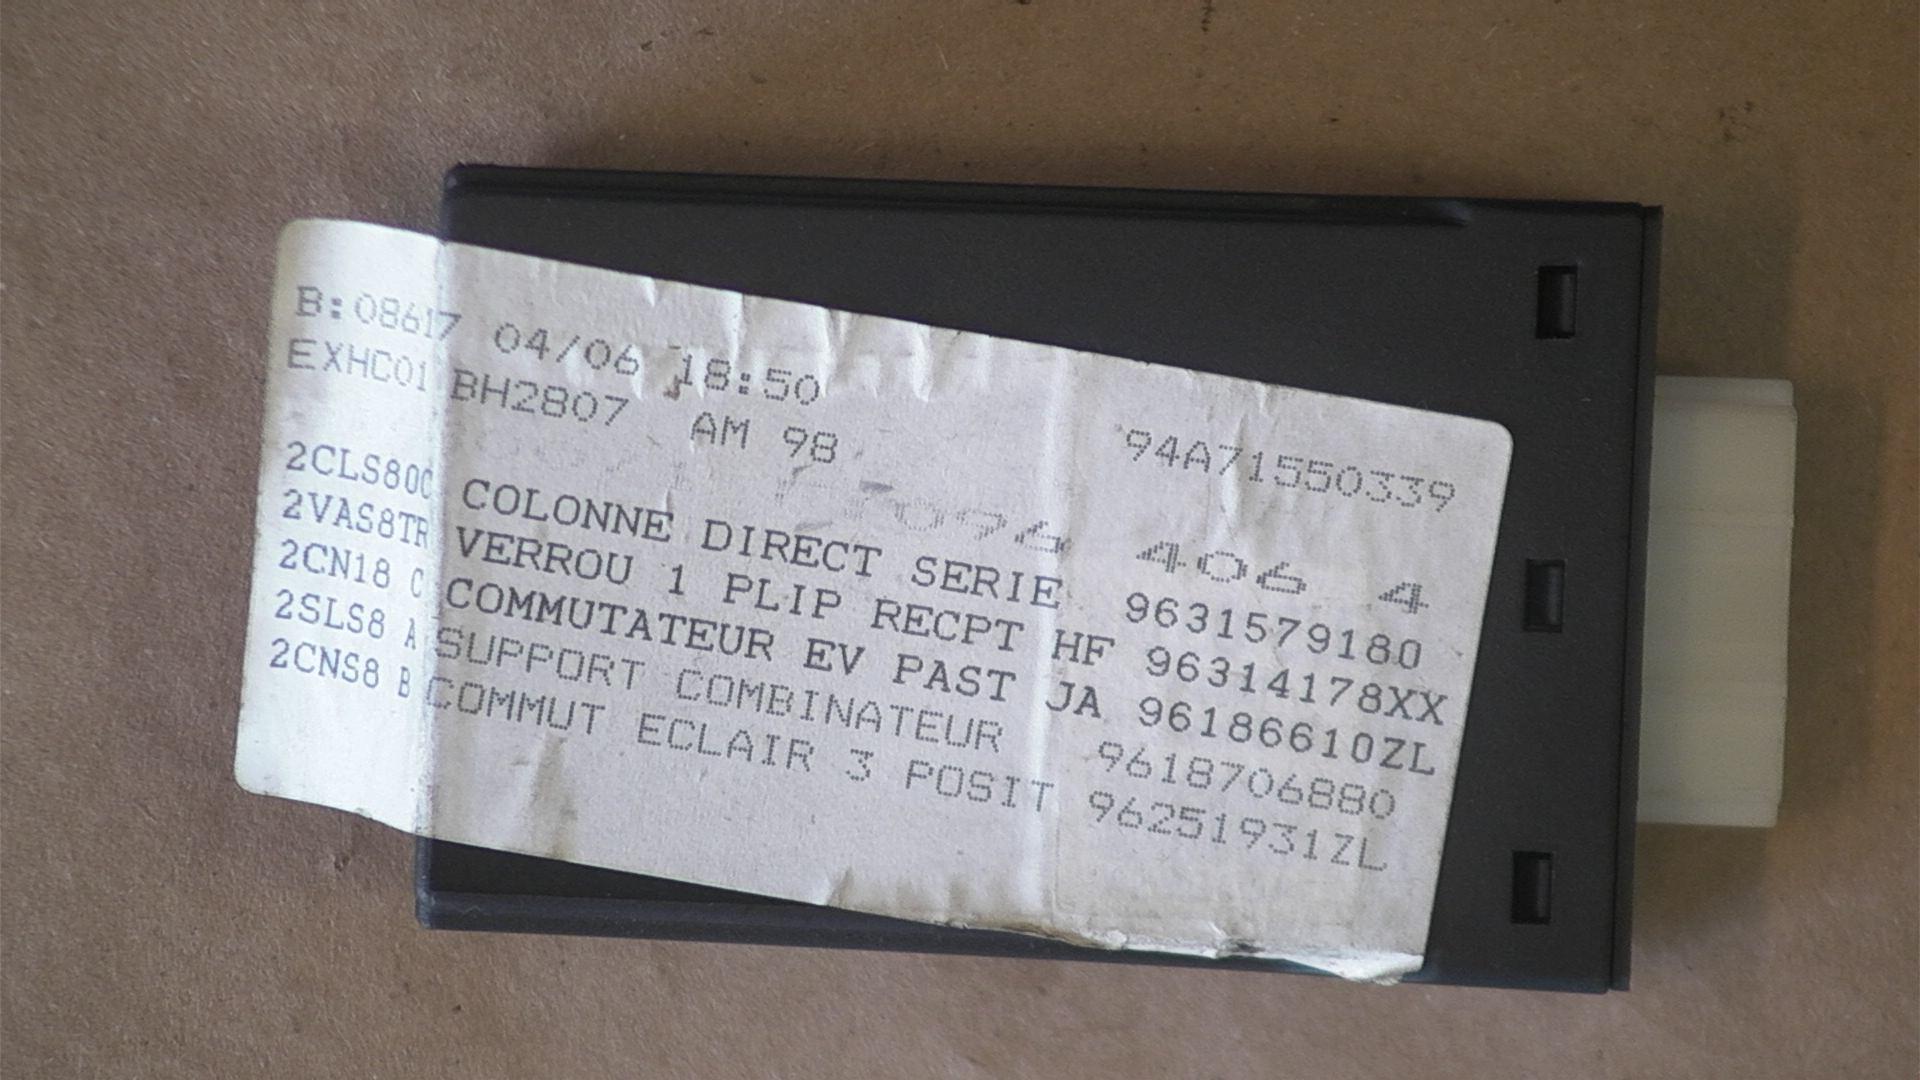 B:08617 04/06 18:50
EXHC01 BH2807 AM 98 94A71550339
096 406 4
2CLS80C COLONNE DIRECT SERIE 9631579180
2VAS8TR VERROU 1 PLIP RECPT HF 96314178XX
2CN18 C COMMUTATEUR EV PAST JA 96186610ZL
2SLS8 A SUPPORT COMBINATEUR 9618706880
2CNS8 B COMMUT ECLAIR 3 POSIT 96251931ZL